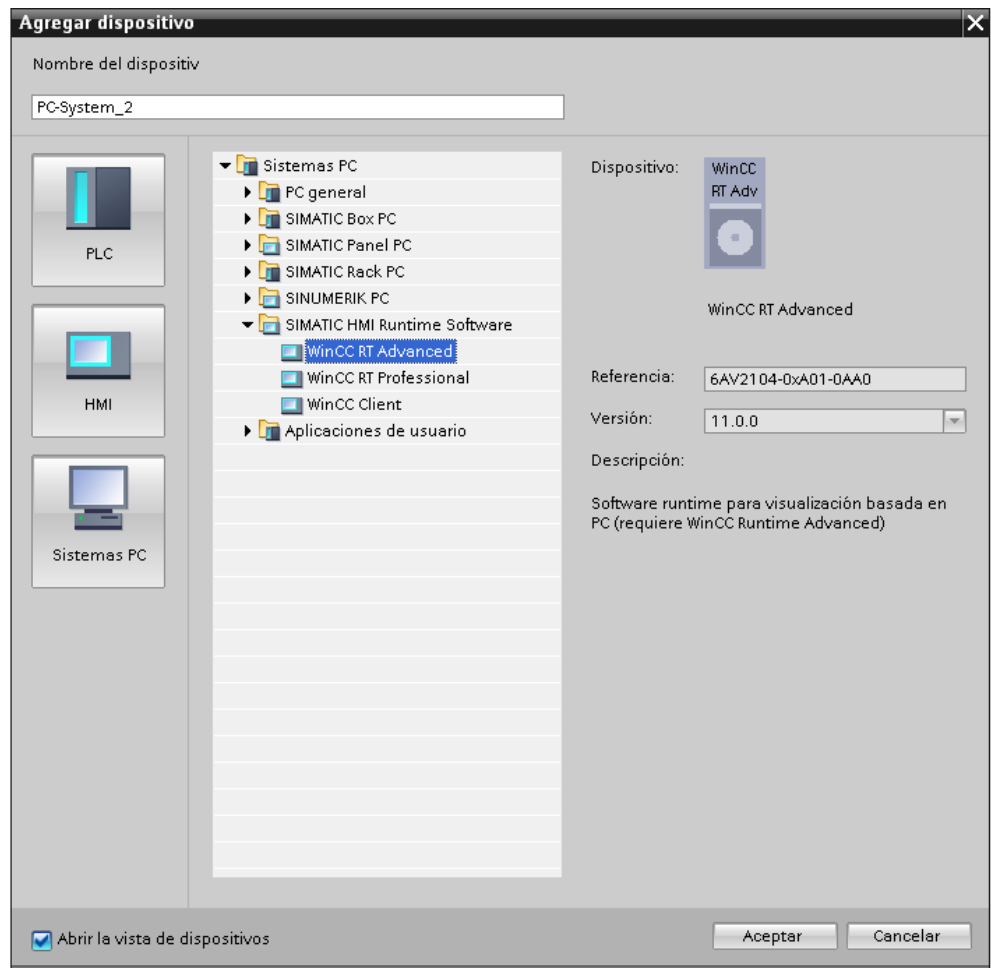 Agregar dispositivo
Nombre del dispositiv
PC-System_2
PLC
HMI
Sistemas PC
Sistemas PC
PC general
SIMATIC Box PC
SIMATIC Panel PC
SIMATIC Rack PC
SINUMERIK PC
SIMATIC HMI Runtime Software
WinCC RT Advanced
WinCC RT Professional
WinCC Client
Aplicaciones de usuario
Dispositivo:
WinCC
RT Adv
WinCC RT Advanced
Referencia:
6AV2104-0xA01-0AA0
Versión:
11.0.0
Descripción:
Software runtime para visualización basada en
PC (requiere WinCC Runtime Advanced)
Abrir la vista de dispositivos
Aceptar
Cancelar